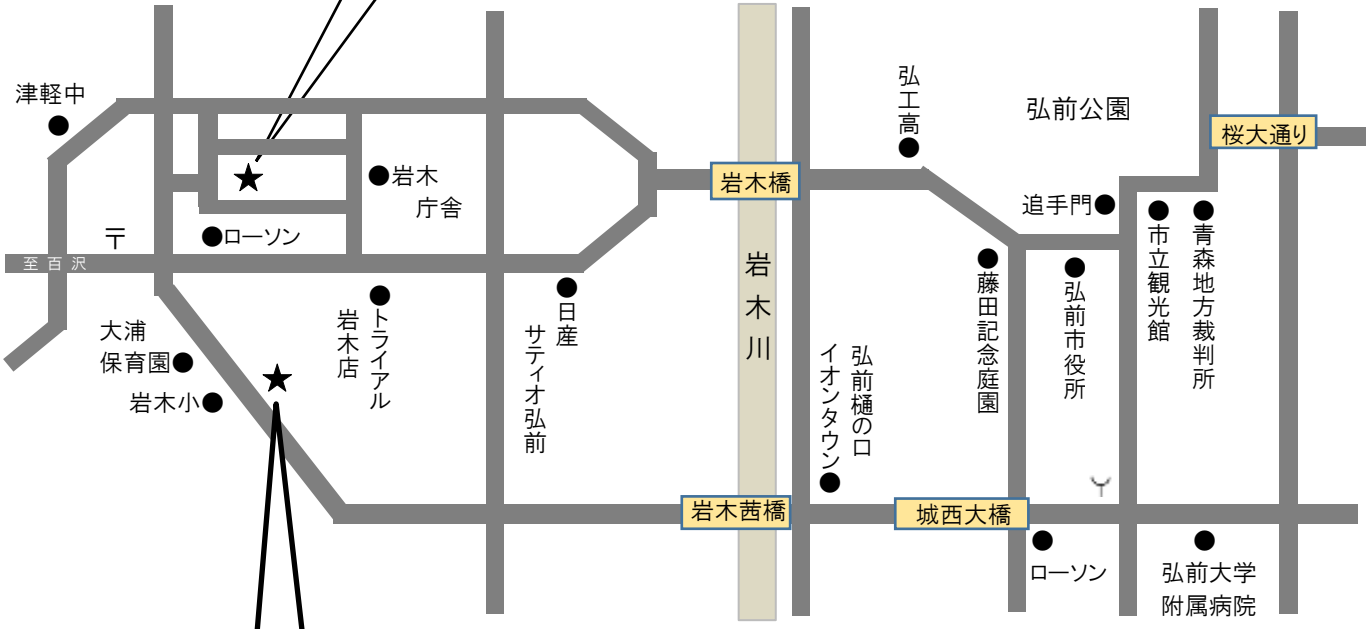 津軽中
〒
至百沢
大浦
保育園
岩木小
ローソン
岩木
庁舎
トライアル
岩木店
日産
サティオ弘前
岩木橋
岩木川
岩木茜橋
弘前樋の口
イオンタウン
弘工高
弘前公園
追手門
桜大通り
藤田記念庭園
弘前市役所
市立観光館
青森地方裁判所
城西大橋
ローソン
弘前大学
附属病院